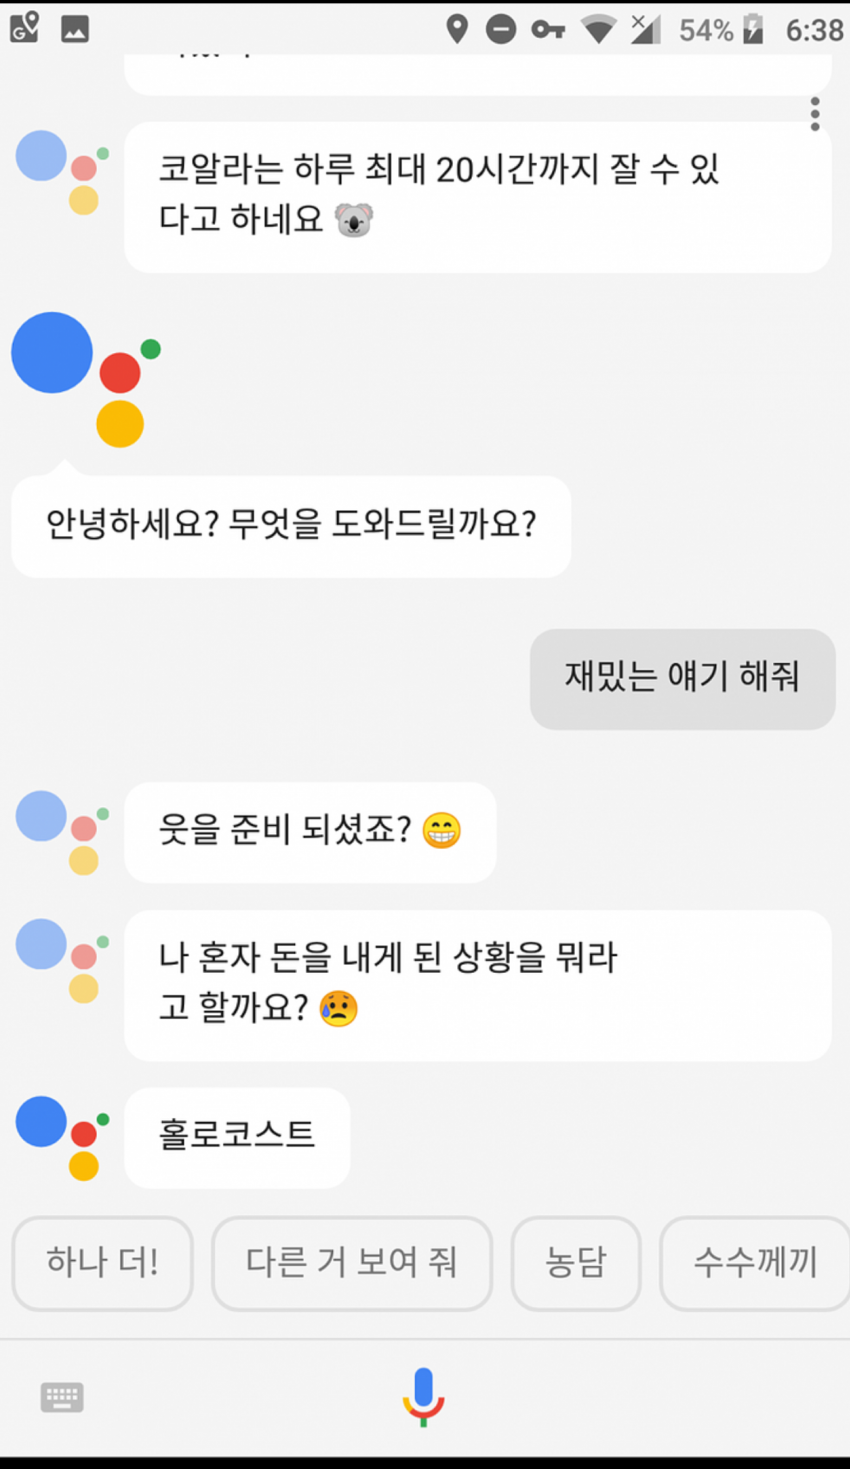 54% 6:38
코알라는 하루 최대 20시간까지 잘 수 있
다고 하네요 🐨
안녕하세요? 무엇을 도와드릴까요?
재밌는 얘기 해줘
웃을 준비 되셨죠? 😁
나 혼자 돈을 내게 된 상황을 뭐라
고 할까요? 😥
홀로코스트
하나 더! 다른 거 보여 줘 농담 수수께끼